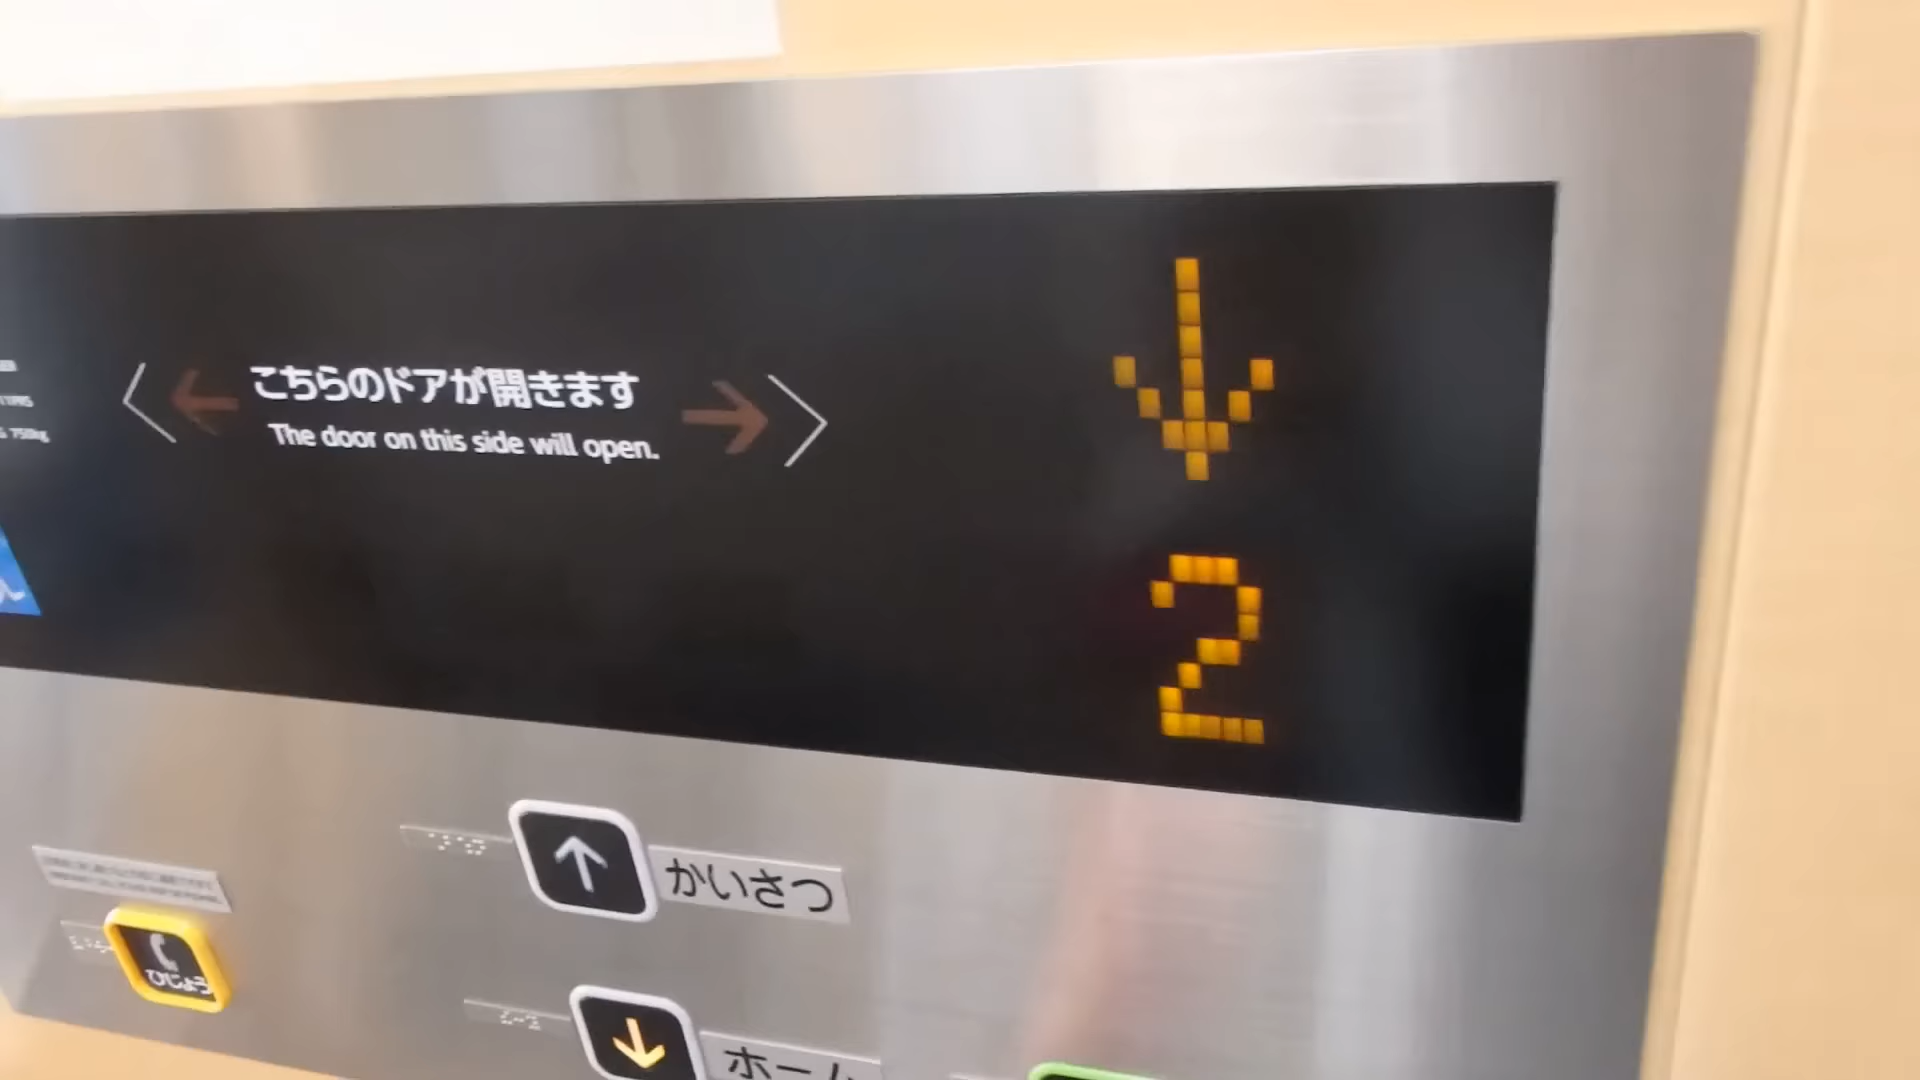 750kg
こちらのドアが開きます
The door on this side will open.
2
かいさつ
ひじょう
ホーム